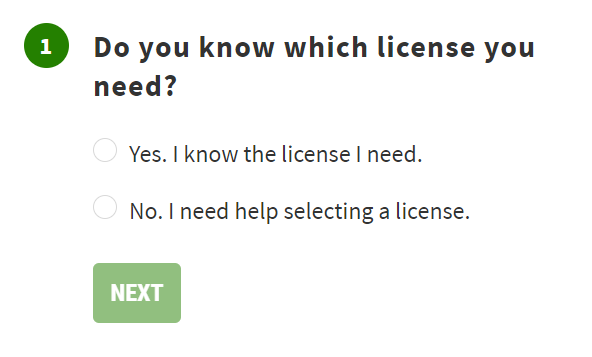 1
Do you know which license you
need?
Yes. I know the license I need.
No. I need help selecting a license.
NEXT